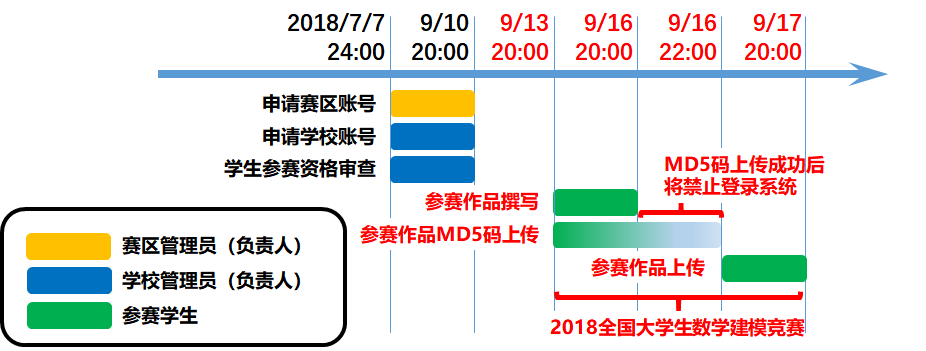 2018/7/7 9/10 9/13 9/16 9/16 9/17
24:00 20:00 20:00 20:00 22:00 20:00
申请赛区账号
申请学校账号
学生参赛资格审查
MD5码上传成功后
将禁止登录系统
参赛作品撰写
参赛作品MD5码上传
参赛作品上传
2018全国大学生数学建模竞赛
赛区管理员（负责人）
学校管理员（负责人）
参赛学生